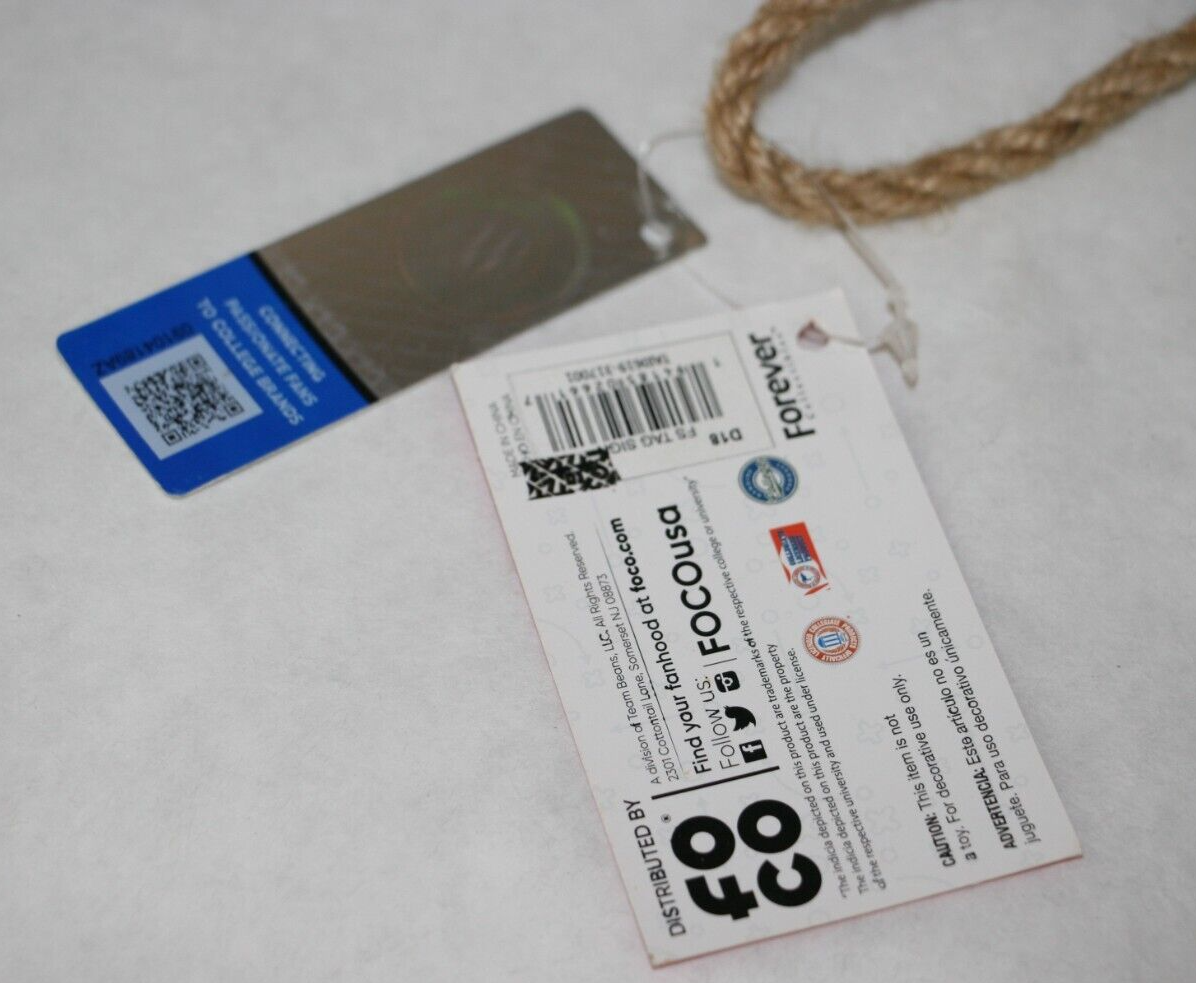 CONNECTING
PASSIONATE FANS
TO COLLEGE BRANDS
DISTRIBUTED BY
FOCO®
A division of Team Beans, LLC. All Rights Reserved.
2301 Cottontail Lane, Somerset NJ 08873
Find your fanhood at foco.com
Follow us:
FOCOusa
"The indicia depicted on this product are trademarks of the respective college or university"
The indicia depicted on this product are the property
of the respective university and used under license.
CAUTION: This item is not
a toy. For decorative use only.
ADVERTENCIA: Este artículo no es un
juguete. Para uso decorativo únicamente.
MADE IN CHINA
FS TAG SIGN
D18
Forever
collectibles